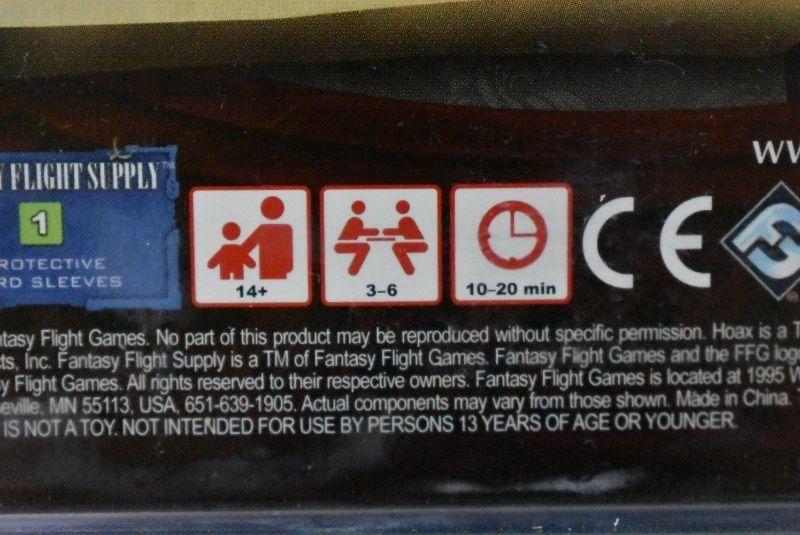 ww
Y FLIGHT SUPPLY™
1
ROTECTIVE
RD SLEEVES
14+
3–6
10–20 min
CE
FF
®
ntasy Flight Games. No part of this product may be reproduced without specific permission. Hoax is a T
ts, Inc. Fantasy Flight Supply is a TM of Fantasy Flight Games. Fantasy Flight Games and the FFG logo
y Flight Games. All rights reserved to their respective owners. Fantasy Flight Games is located at 1995 W
seville, MN 55113, USA, 651-639-1905. Actual components may vary from those shown. Made in China.
IS NOT A TOY. NOT INTENDED FOR USE BY PERSONS 13 YEARS OF AGE OR YOUNGER.